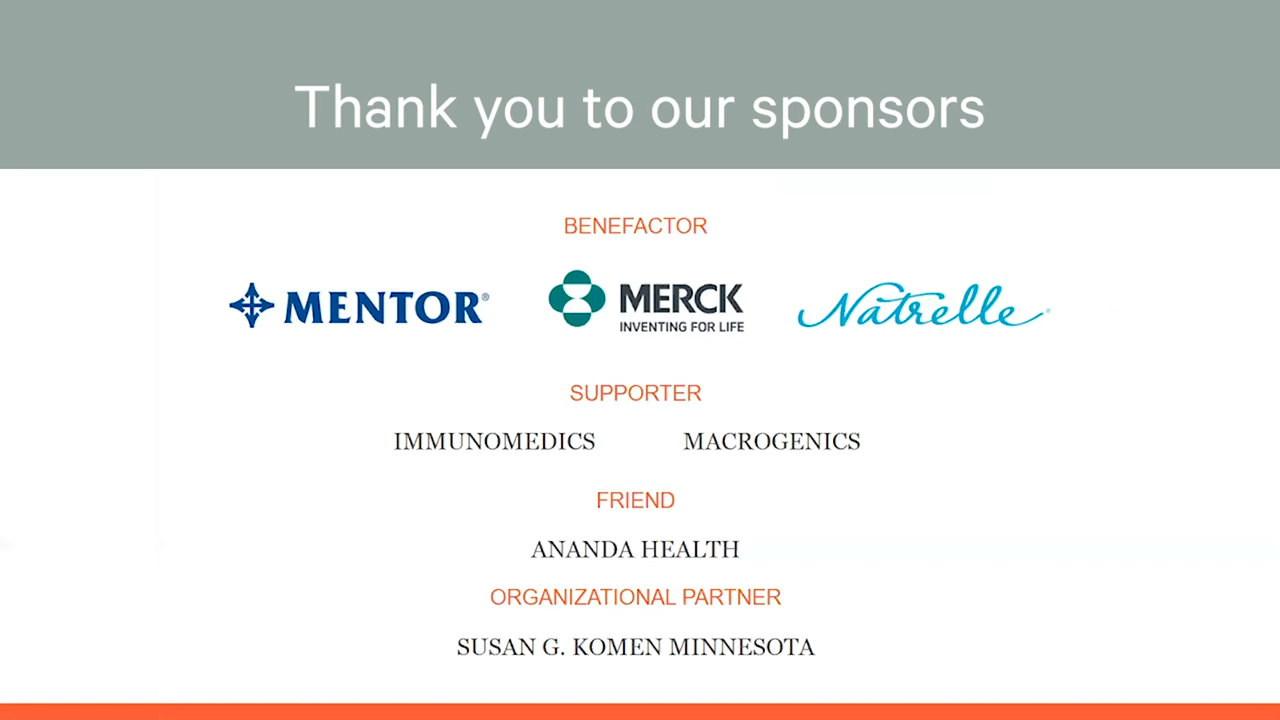 Thank you to our sponsors
BENEFACTOR
MENTOR®
MERCK
INVENTING FOR LIFE
Natrelle®
SUPPORTER
IMMUNOMEDICS MACROGENICS
FRIEND
ANANDA HEALTH
ORGANIZATIONAL PARTNER
SUSAN G. KOMEN MINNESOTA